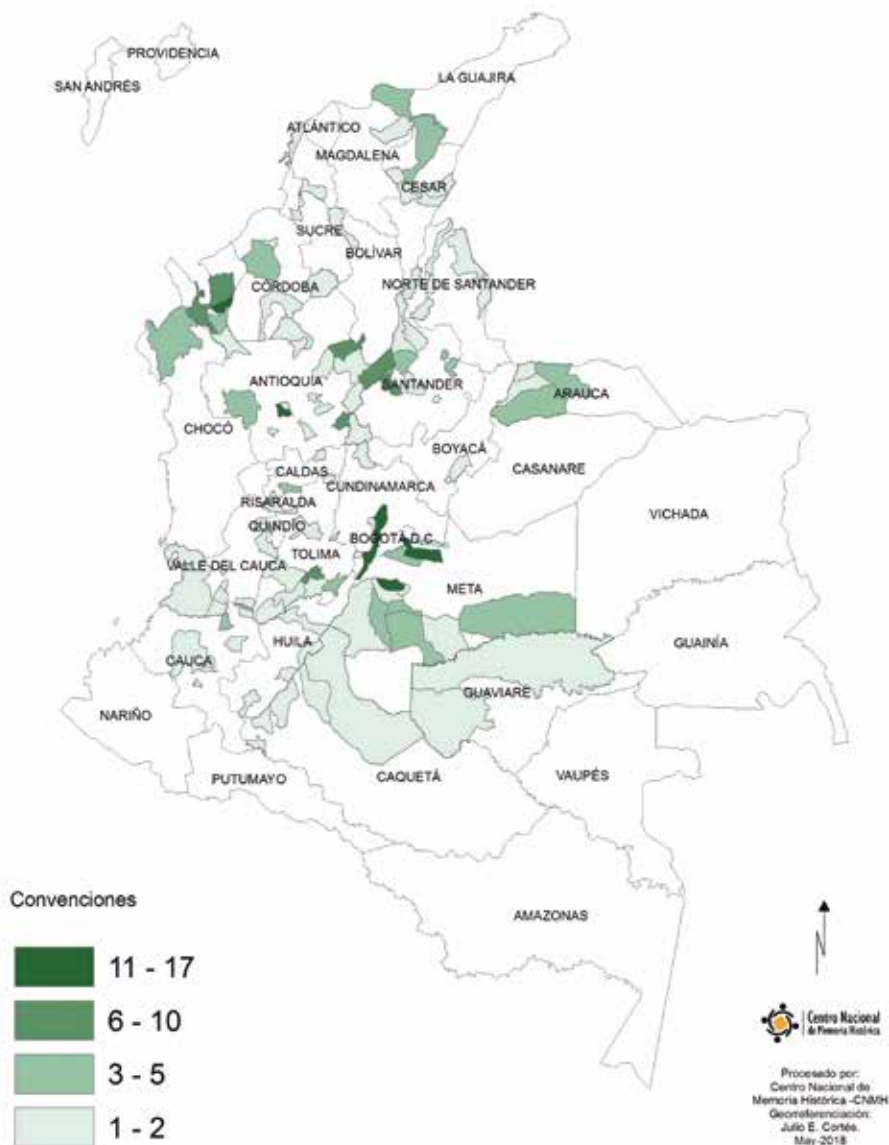 PROVIDENCIA
SAN ANDRÉS
LA GUAJIRA
ATLÁNTICO
MAGDALENA
CESAR
SUCRE
BOLÍVAR
CÓRDOBA
NORTE DE SANTANDER
ANTIOQUIA
SANTANDER
ARAUCA
CHOCÓ
BOYACÁ
CASANARE
CALDAS
CUNDINAMARCA
RISARALDA
VICHADA
QUINDÍO
BOGOTÁ D.C.
TOLIMA
VALLE DEL CAUCA
META
HUILA
GUAINÍA
CAUCA
GUAVIARE
NARIÑO
PUTUMAYO
CAQUETÁ
VAUPÉS
AMAZONAS
Convenciones
11 - 17
6 - 10
3 - 5
1 - 2
N
Centro Nacional
de Memoria Histórica
Procesado por:
Centro Nacional de
Memoria Histórica -CNMH
Georreferenciación:
Julio E. Cortés.
May-2018